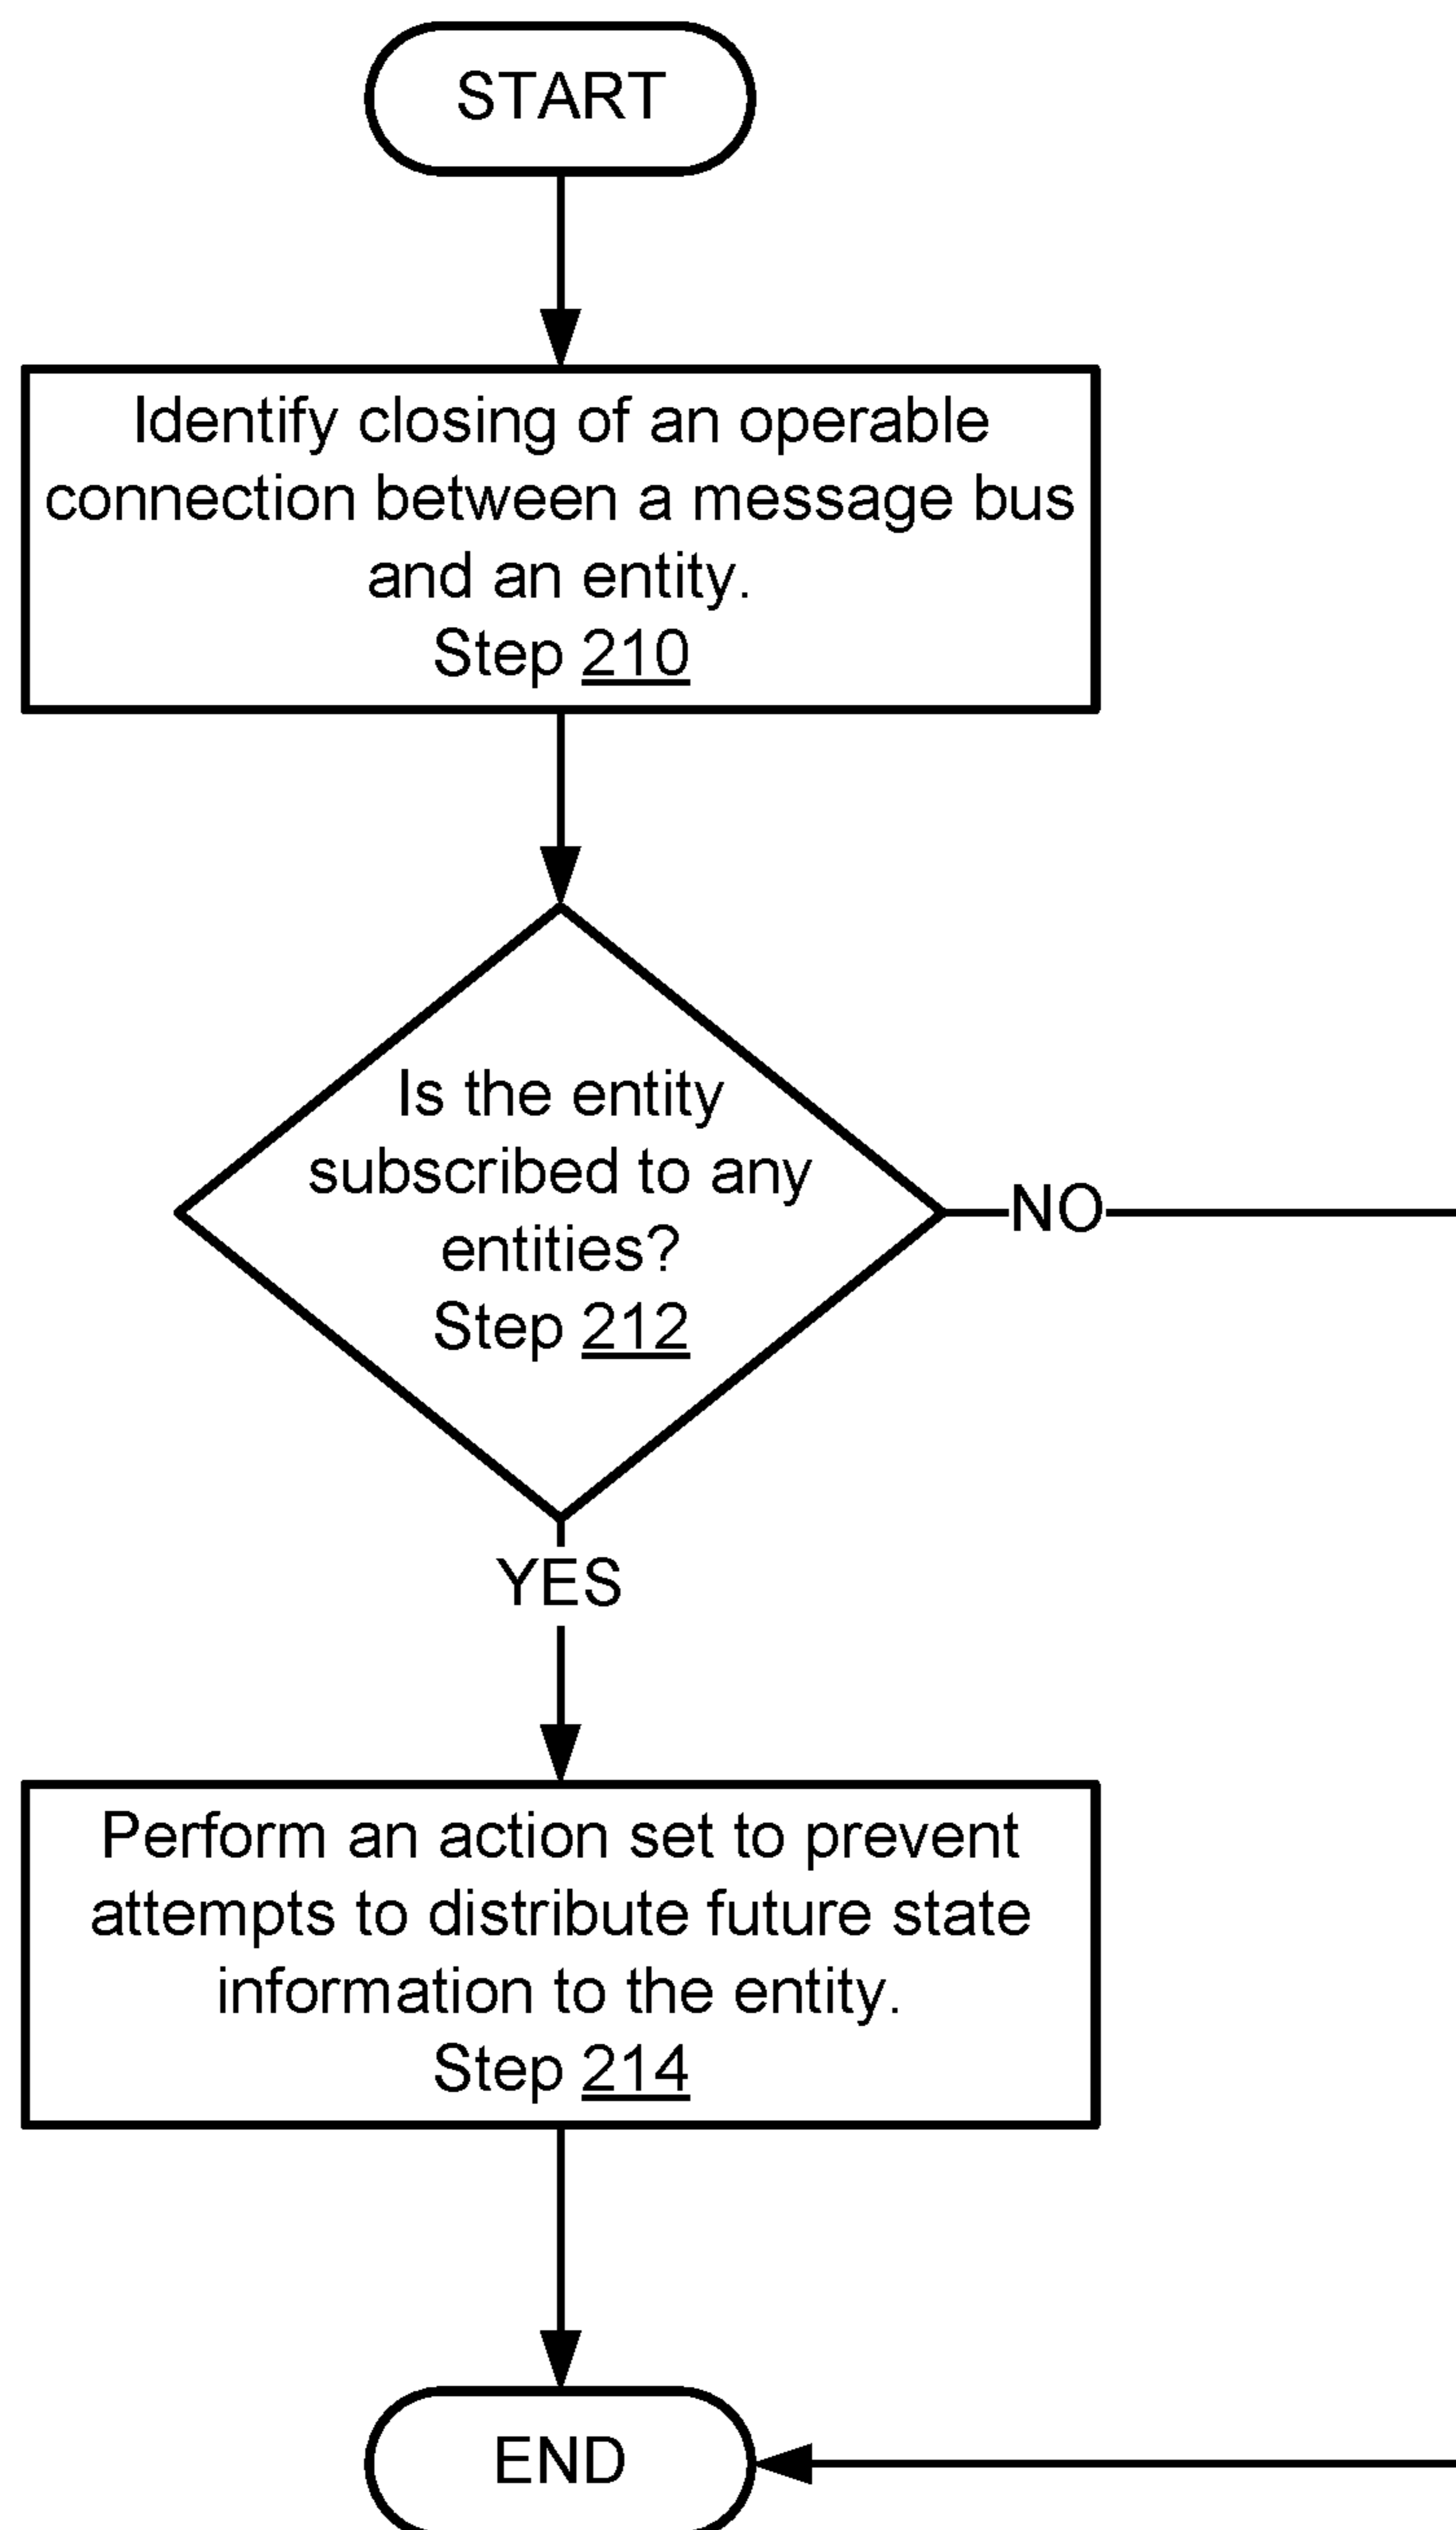 START
Identify closing of an operable
connection between a message bus
and an entity.
Step 210
Is the entity
subscribed to any
entities?
Step 212
NO
YES
Perform an action set to prevent
attempts to distribute future state
information to the entity.
Step 214
END